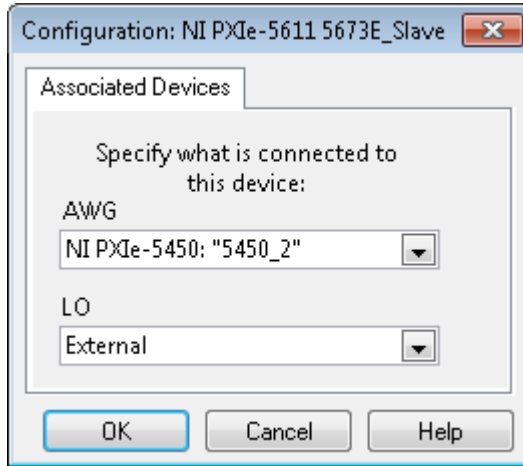 Configuration: NI PXIe-5611 5673E_Slave
Associated Devices
Specify what is connected to
this device:
AWG
NI PXIe-5450: "5450_2"
LO
External
OK Cancel Help